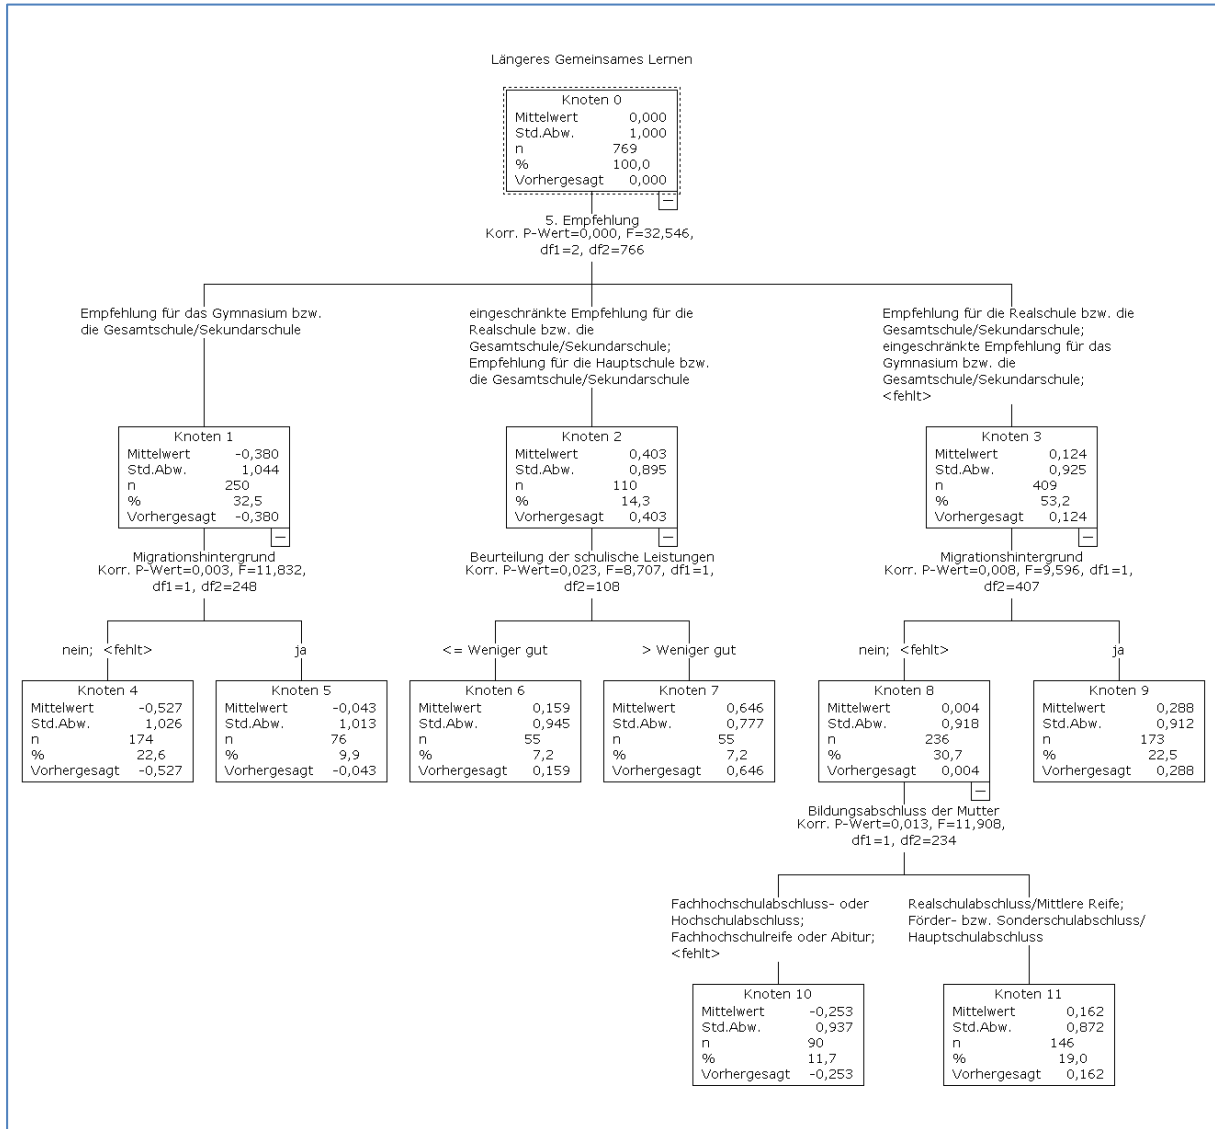 Längeres Gemeinsames Lernen
Knoten 0
Mittelwert 0,000
Std.Abw. 1,000
n 769
% 100,0
Vorhergesagt 0,000
5. Empfehlung
Korr. P-Wert=0,000, F=32,546,
df1=2, df2=766
Empfehlung für das Gymnasium bzw.
die Gesamtschule/Sekundarschule
eingeschränkte Empfehlung für die
Realschule bzw. die
Gesamtschule/Sekundarschule;
Empfehlung für die Hauptschule bzw.
die Gesamtschule/Sekundarschule
Empfehlung für die Realschule bzw. die
Gesamtschule/Sekundarschule;
eingeschränkte Empfehlung für das
Gymnasium bzw. die
Gesamtschule/Sekundarschule;
<fehlt>
Knoten 1
Mittelwert -0,380
Std.Abw. 1,044
n 250
% 32,5
Vorhergesagt -0,380
Knoten 2
Mittelwert 0,403
Std.Abw. 0,895
n 110
% 14,3
Vorhergesagt 0,403
Knoten 3
Mittelwert 0,124
Std.Abw. 0,925
n 409
% 53,2
Vorhergesagt 0,124
Migrationshintergrund
Korr. P-Wert=0,003, F=11,832,
df1=1, df2=248
Beurteilung der schulische Leistungen
Korr. P-Wert=0,023, F=8,707, df1=1,
df2=108
Migrationshintergrund
Korr. P-Wert=0,008, F=9,596, df1=1,
df2=407
nein; <fehlt>
ja
<= Weniger gut
> Weniger gut
nein; <fehlt>
ja
Knoten 4
Mittelwert -0,527
Std.Abw. 1,026
n 174
% 22,6
Vorhergesagt -0,527
Knoten 5
Mittelwert -0,043
Std.Abw. 1,013
n 76
% 9,9
Vorhergesagt -0,043
Knoten 6
Mittelwert 0,159
Std.Abw. 0,945
n 55
% 7,2
Vorhergesagt 0,159
Knoten 7
Mittelwert 0,646
Std.Abw. 0,777
n 55
% 7,2
Vorhergesagt 0,646
Knoten 8
Mittelwert 0,004
Std.Abw. 0,918
n 236
% 30,7
Vorhergesagt 0,004
Knoten 9
Mittelwert 0,288
Std.Abw. 0,912
n 173
% 22,5
Vorhergesagt 0,288
Bildungsabschluss der Mutter
Korr. P-Wert=0,013, F=11,908,
df1=1, df2=234
Fachhochschulabschluss- oder
Hochschulabschluss;
Fachhochschulreife oder Abitur;
<fehlt>
Realschulabschluss/Mittlere Reife;
Förder- bzw. Sonderschulabschluss/
Hauptschulabschluss
Knoten 10
Mittelwert -0,253
Std.Abw. 0,937
n 90
% 11,7
Vorhergesagt -0,253
Knoten 11
Mittelwert 0,162
Std.Abw. 0,872
n 146
% 19,0
Vorhergesagt 0,162